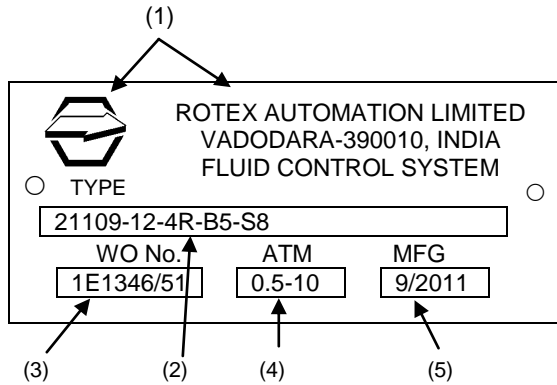 (1)
ROTEX AUTOMATION LIMITED
VADODARA-390010, INDIA
FLUID CONTROL SYSTEM
TYPE
21109-12-4R-B5-S8
WO No. ATM MFG
1E1346/51 0.5-10 9/2011
(3) (2) (4) (5)